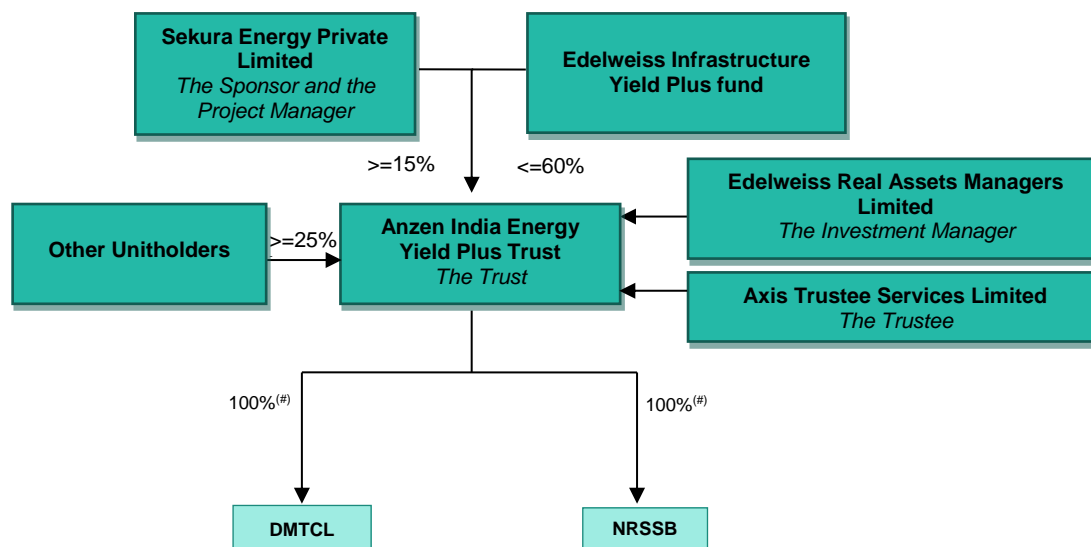 Sekura Energy Private
Limited
The Sponsor and the
Project Manager
Edelweiss Infrastructure
Yield Plus fund
>=15%
<=60%
Edelweiss Real Assets Managers
Limited
The Investment Manager
Other Unitholders
>=25%
Anzen India Energy
Yield Plus Trust
The Trust
Axis Trustee Services Limited
The Trustee
100%(#)
100%(#)
DMTCL
NRSSB